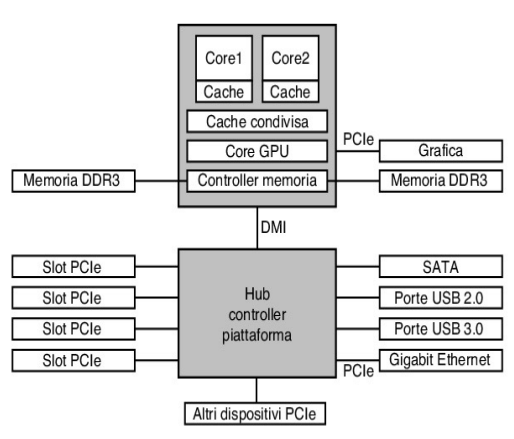 Core1
Core2
Cache
Cache
Cache condivisa
Core GPU
PCIe
Grafica
Memoria DDR3
Controller memoria
Memoria DDR3
DMI
Slot PCIe
Slot PCIe
Slot PCIe
Slot PCIe
Hub
controller
piattaforma
SATA
Porte USB 2.0
Porte USB 3.0
Gigabit Ethernet
PCIe
Altri dispositivi PCIe